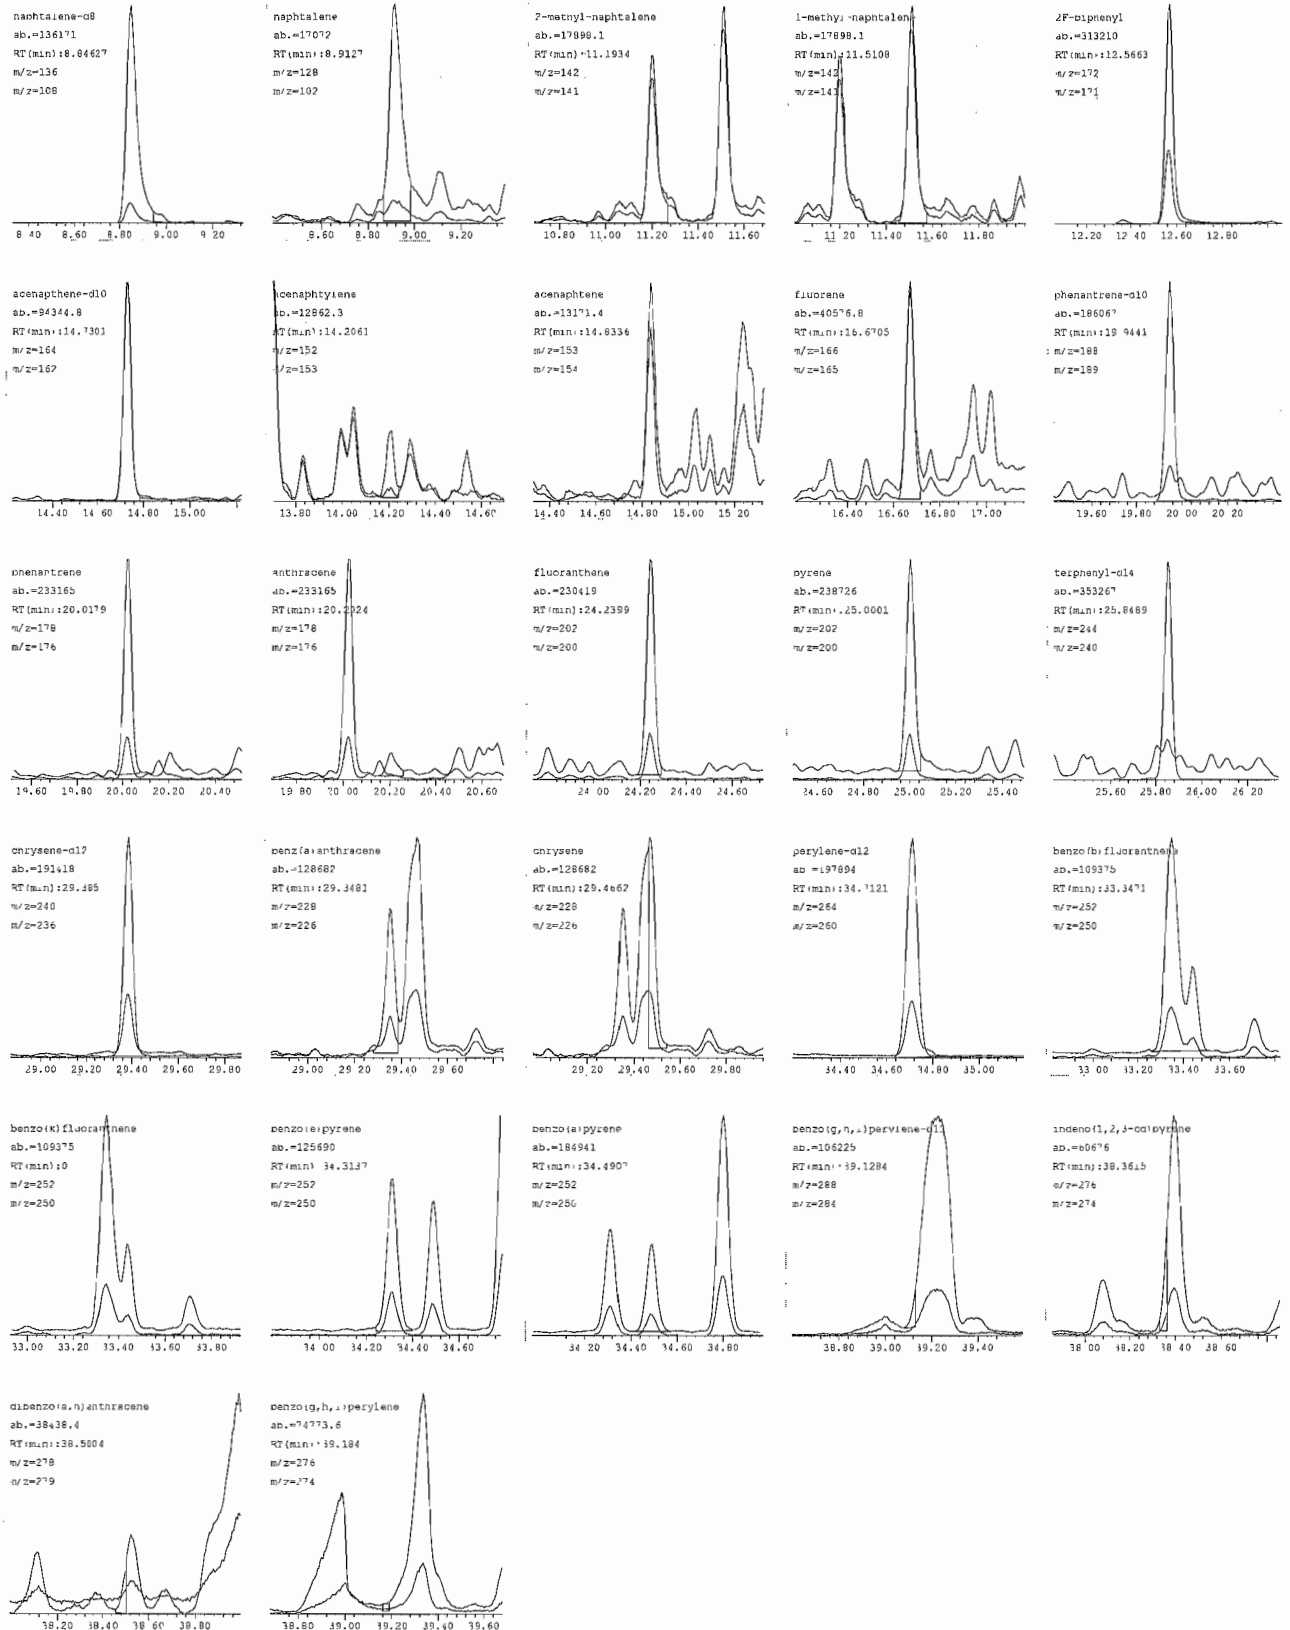 naphtalene-d8
ab.=136171
RT(min):8.84627
m/z=136
m/z=108
8 40 8.60 8.80 9.00 9 20
naphtalene
ab.=17072
RT(min):8.9127
m/z=128
m/z=102
8.60 8.80 9.00 9.20
2-methyl-naphtalene
ab.=17898.1
RT(min):11.1934
m/z=142
m/z=141
10.80 11.00 11.20 11.40 11.60
1-methyl-naphtalene
ab.=17898.1
RT(min):11.5108
m/z=142
m/z=141
11 20 11.40 11.60 11.80
2F-biphenyl
ab.=313210
RT(min):12.5663
m/z=172
m/z=171
12.20 12 40 12.60 12.80
acenapthene-d10
ab.=94344.8
RT(min):14.7301
m/z=164
m/z=162
14.40 14 60 14.80 15.00
acenaphtylene
ab.=12862.3
RT(min):14.2061
m/z=152
m/z=153
13.80 14.00 14.20 14.40 14.60
acenaphtene
ab.=13171.4
RT(min):14.8336
m/z=153
m/z=154
14.40 14.60 14.80 15.00 15 20
fluorene
ab.=40576.8
RT(min):16.6705
m/z=166
m/z=165
16.40 16.60 16.80 17.00
phenantrene-d10
ab.=186067
RT(min):19 9441
m/z=188
m/z=189
19.60 19.80 20 00 20 20
phenantrene
ab.=233165
RT(min):20.0179
m/z=178
m/z=176
19.60 19.80 20.00 20.20 20.40
anthracene
ab.=233165
m/z=178
m/z=176
19 80 20 00 20.20 20.40 20.60
fluoranthene
ab.=230419
RT(min):24.2399
m/z=202
m/z=200
24 00 24.20 24.40 24.60
pyrene
ab.=238726
RT(min):25.0001
m/z=202
m/z=200
24.60 24.80 25.00 25.20 25.40
terphenyl-d14
ab.=353267
RT(min):25.8489
m/z=244
m/z=240
25.60 25.80 26.00 26 20
chrysene-d12
ab.=191418
RT(min):29.385
m/z=240
m/z=236
29.00 29.20 29.40 29.60 29.80
benz(a)anthracene
ab.=128682
RT(min):29.3481
m/z=228
m/z=226
29.00 29 20 29.40 29 60
chrysene
ab.=128682
RT(min):29.4662
m/z=228
m/z=226
29.20 29.40 29.60 29.80
perylene-d12
ab =197894
RT(min):34.7121
m/z=264
m/z=260
34.40 34.60 34.80 35.00
benzo(b)fluoranthene
ab.=109375
RT(min):33.3471
m/z=252
m/z=250
33 00 33.20 33.40 33.60
benzo(k)fluoranthene
ab.=109375
RT(min):0
m/z=252
m/z=250
33.00 33.20 33.40 33.60 33.80
benzo(e)pyrene
ab.=125690
RT(min) 34.3137
m/z=252
m/z=250
34 00 34.20 34.40 34.60
benzo(a)pyrene
ab.=184941
RT(min):34.4907
m/z=252
m/z=250
34 20 34.40 34.60 34.80
benzo(g,h,i)perylene-d12
ab.=106225
RT(min):39.1284
m/z=288
m/z=284
38.80 39.00 39.20 39.40
indeno(1,2,3-cd)pyrene
ab.=60676
RT(min):38.3615
m/z=276
m/z=274
38 00 38.20 38 40 38 60
dibenzo(a,h)anthracene
ab.=38438.4
RT(min):38.5004
m/z=278
m/z=279
38.20 38.40 38 60 38.80
benzo(g,h,i)perylene
ab.=74773.6
RT(min):39.184
m/z=276
m/z=274
38.60 38.80 39.00 39.20 39.40 39.60